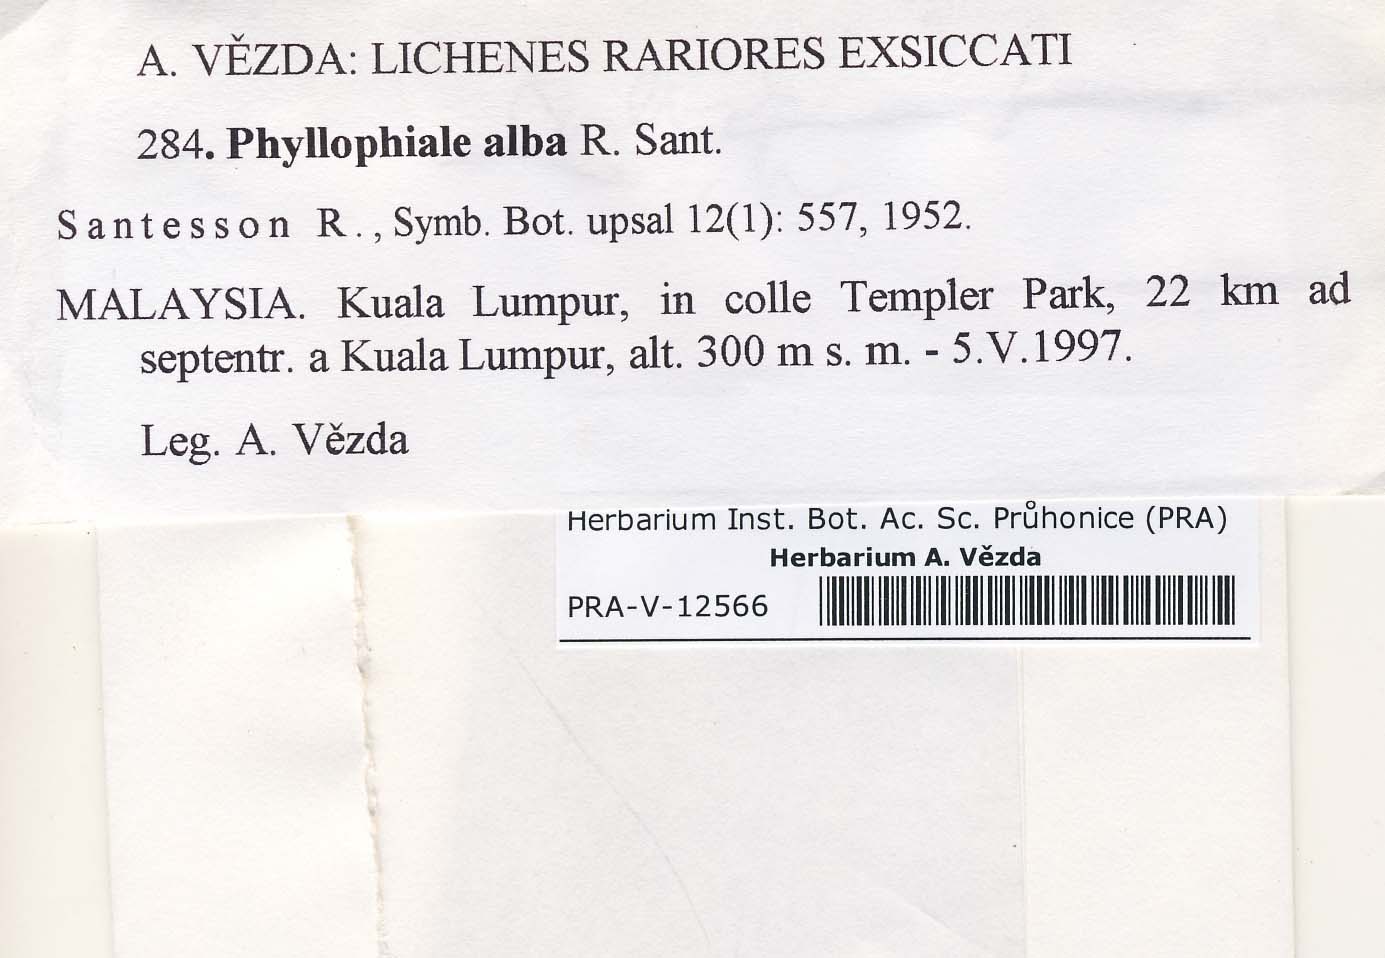 A. VĚZDA: LICHENES RARIORES EXSICCATI
284. Phyllophiale alba R. Sant.
Santesson R., Symb. Bot. upsal 12(1): 557, 1952.
MALAYSIA. Kuala Lumpur, in colle Templer Park, 22 km ad
septentr. a Kuala Lumpur, alt. 300 m s. m. - 5.V.1997.
Leg. A. Vězda
Herbarium Inst. Bot. Ac. Sc. Průhonice (PRA)
Herbarium A. Vězda
PRA-V-12566